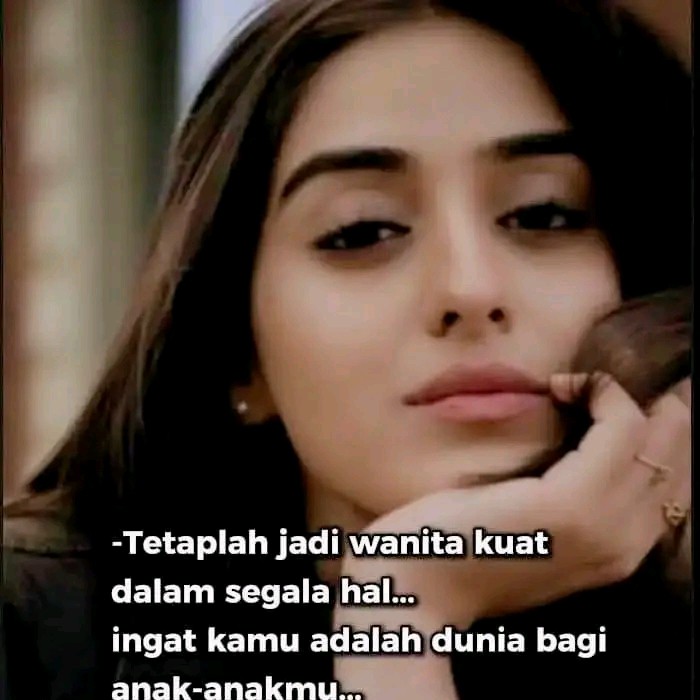 -Tetaplah jadi wanita kuat
dalam segala hal...
ingat kamu adalah dunia bagi
anak-anakmu...